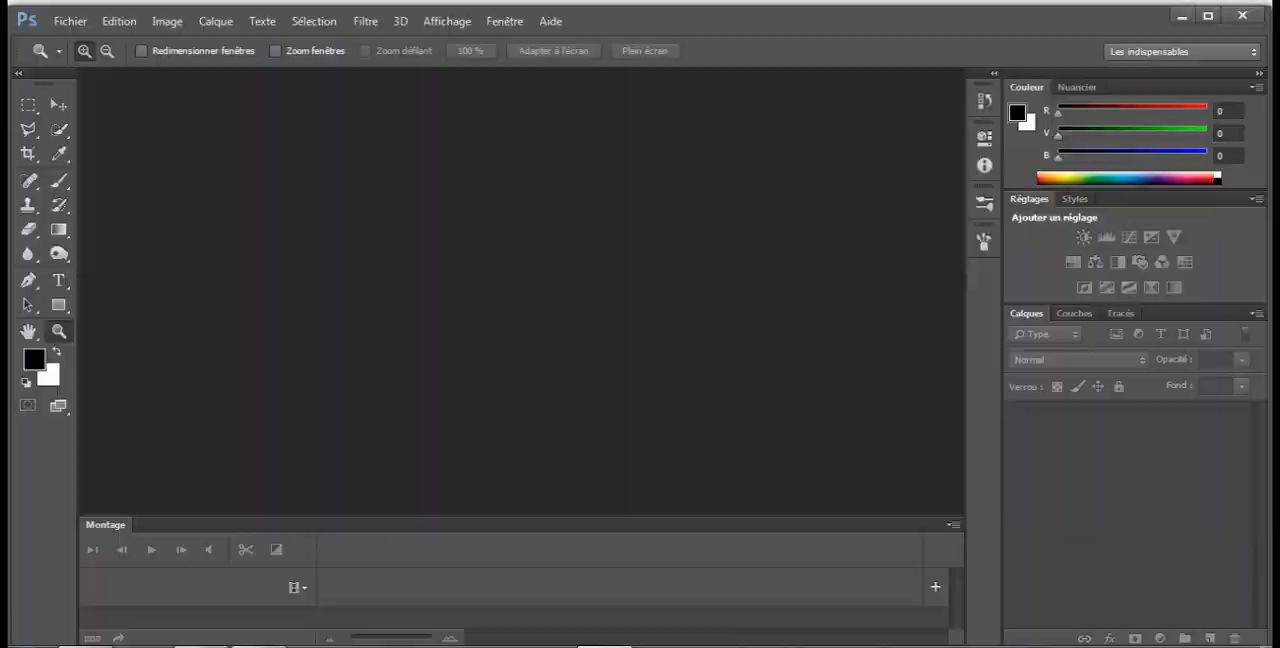 Ps Fichier Edition Image Calque Texte Sélection Filtre 3D Affichage Fenêtre Aide
Redimensionner fenêtres Zoom fenêtres Zoom défilant 100 % Adapter à l'écran Plein écran Les indispensables
Couleur Nuancier
R 0
V 0
B 0
Réglages Styles
Ajouter un réglage
T
Calques Couches Tracés
Type T
Normal Opacité :
Verrou : Fond :
Montage
fx